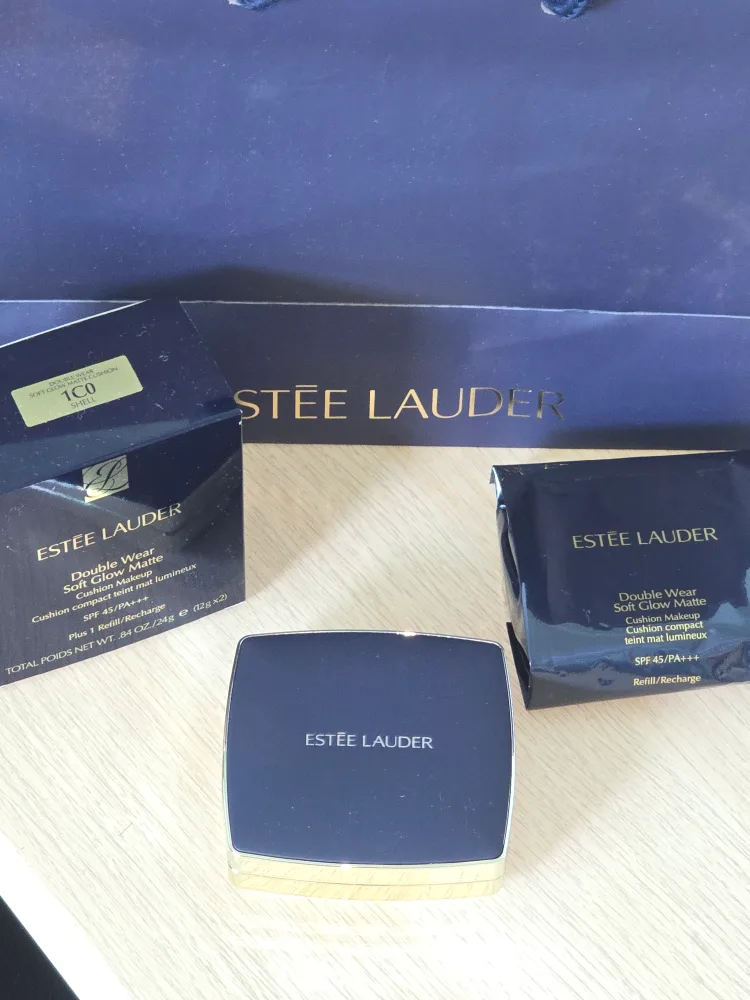 ESTĒE LAUDER
DOUBLE WEAR
SOFT GLOW MATTE CUSHION
1C0
SHELL
ESTĒE LAUDER
Double Wear
Soft Glow Matte
Cushion Makeup
Cushion compact teint mat lumineux
SPF 45/PA+++
Plus 1 Refill/Recharge
TOTAL POIDS NET WT. .84 OZ./24g ℮ (12g x2)
ESTĒE LAUDER
Double Wear
Soft Glow Matte
Cushion Makeup
Cushion compact
teint mat lumineux
SPF 45/PA+++
Refill/Recharge
ESTĒE LAUDER